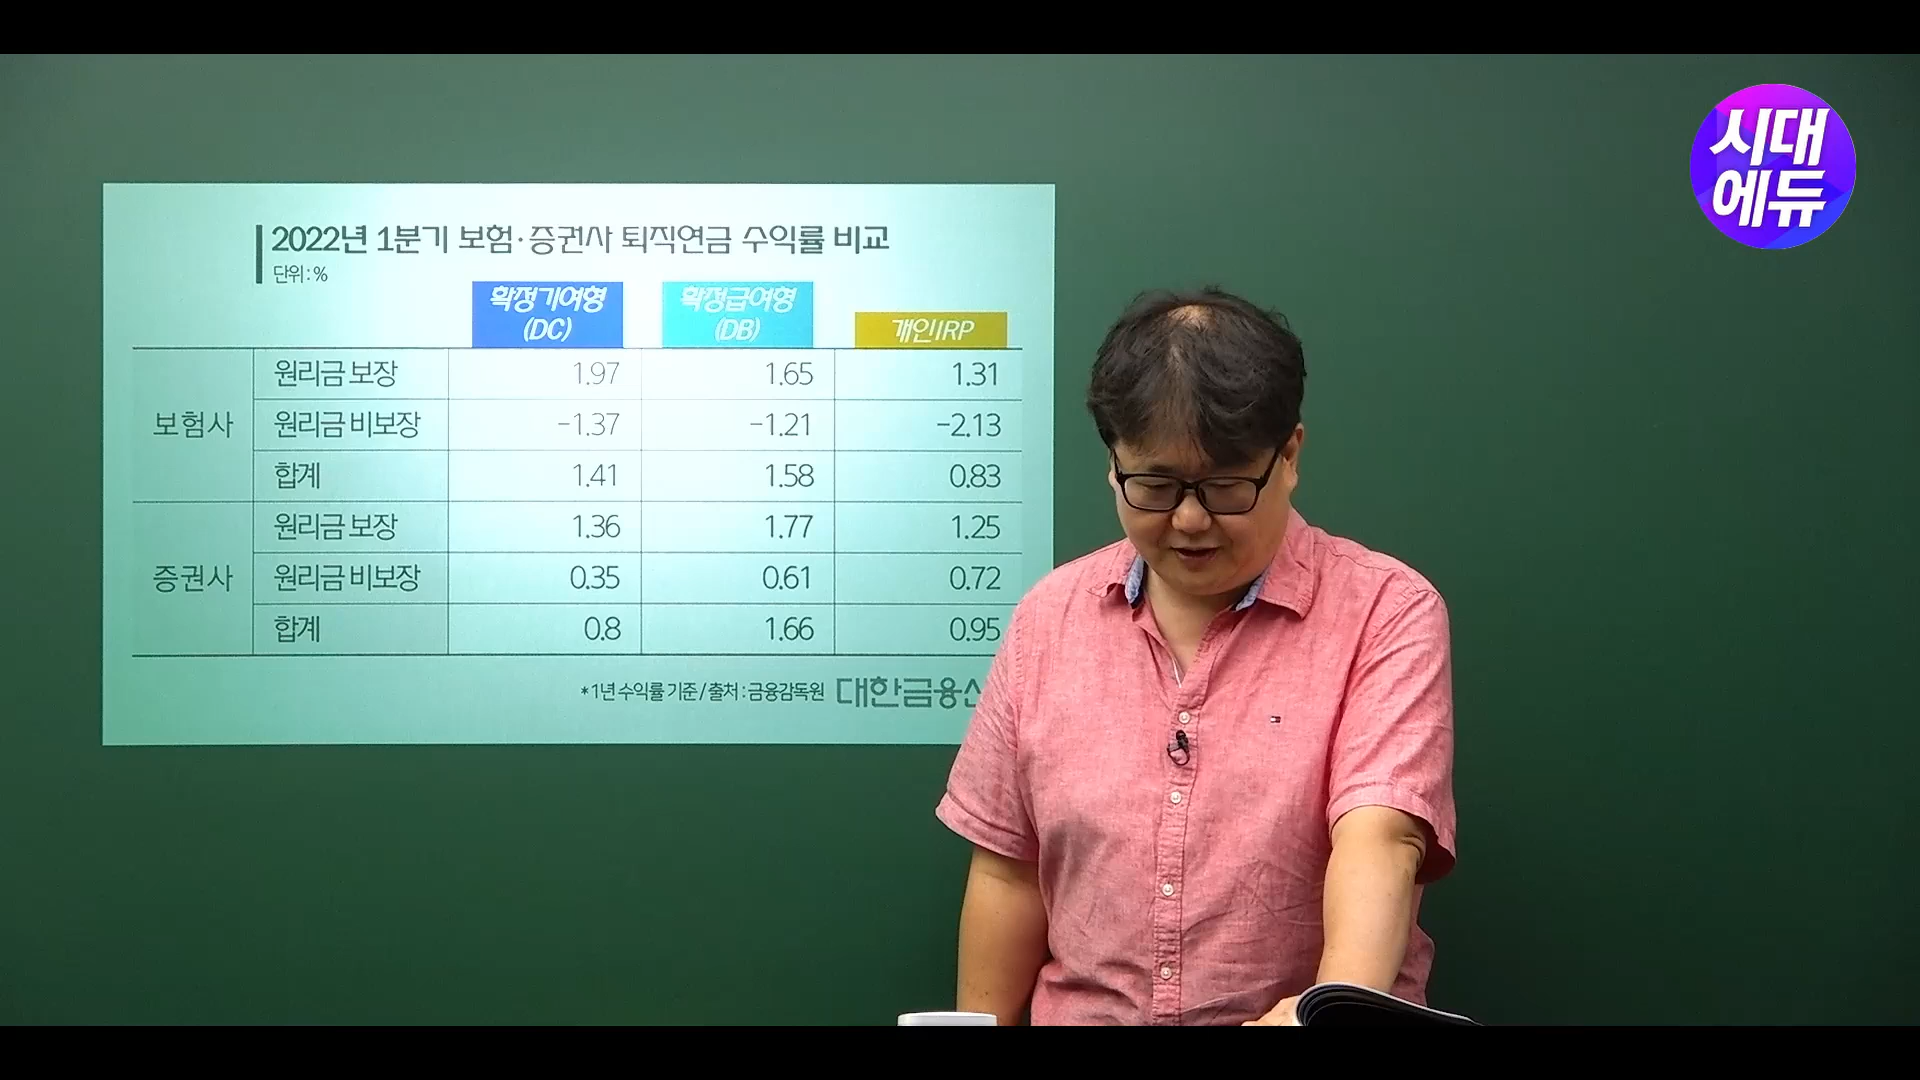 시대
에듀
2022년 1분기 보험·증권사 퇴직연금 수익률 비교
단위 : %
확정기여형 (DC) 확정급여형 (DB) 개인IRP
보험사
원리금 보장 1.97 1.65 1.31
원리금 비보장 -1.37 -1.21 -2.13
합계 1.41 1.58 0.83
증권사
원리금 보장 1.36 1.77 1.25
원리금 비보장 0.35 0.61 0.72
합계 0.8 1.66 0.95
*1년 수익률 기준 / 출처 : 금융감독원 대한금융